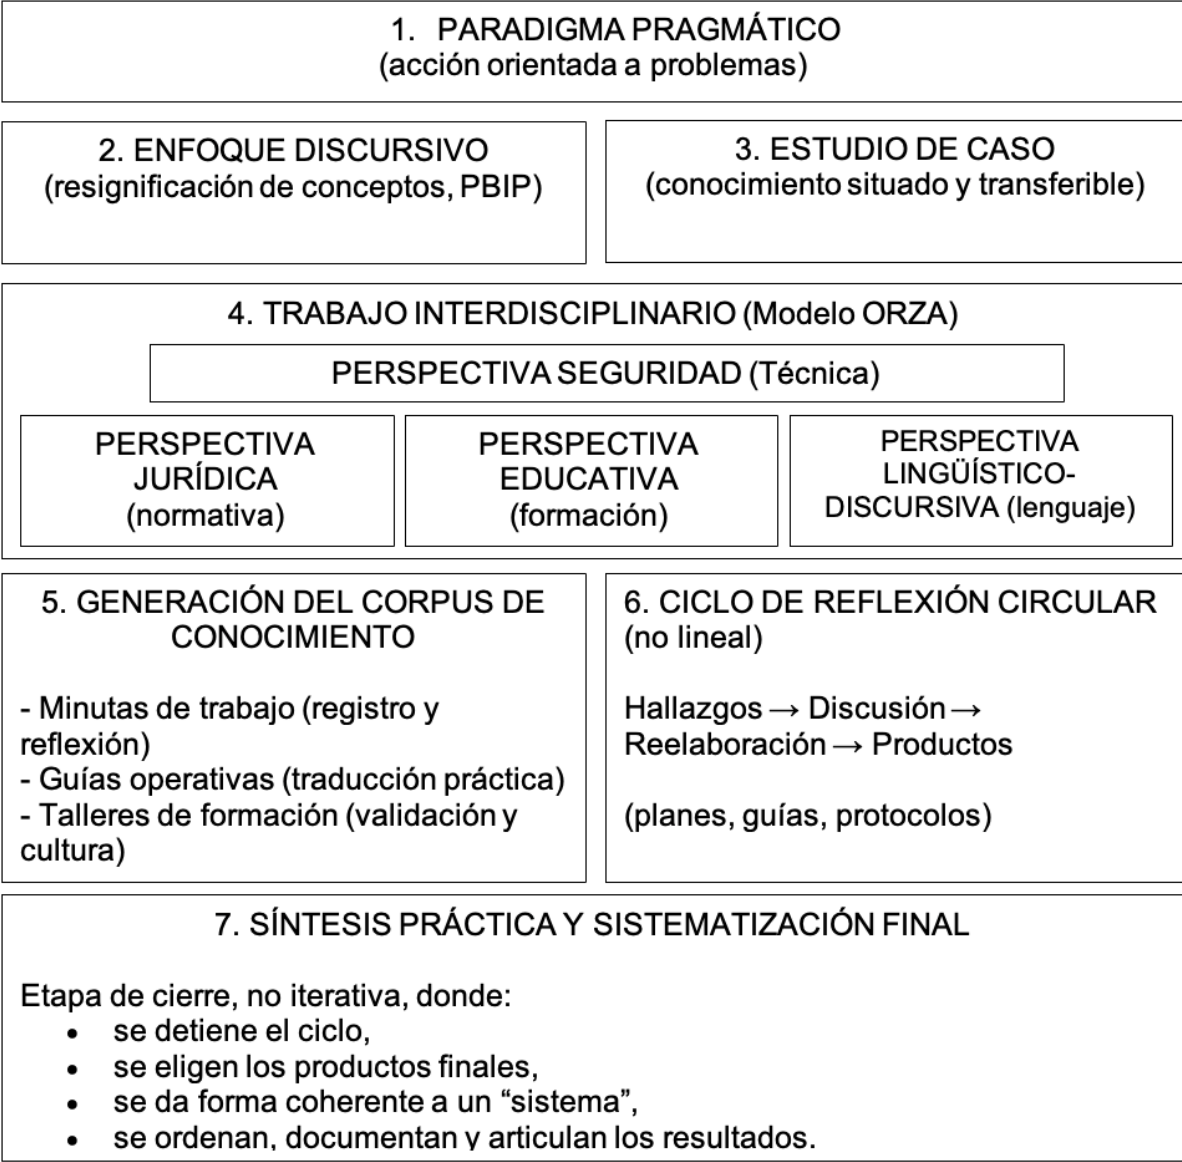 1. PARADIGMA PRAGMÁTICO
(acción orientada a problemas)
2. ENFOQUE DISCURSIVO
(resignificación de conceptos, PBIP)
3. ESTUDIO DE CASO
(conocimiento situado y transferible)
4. TRABAJO INTERDISCIPLINARIO (Modelo ORZA)
PERSPECTIVA SEGURIDAD (Técnica)
PERSPECTIVA
JURÍDICA
(normativa)
PERSPECTIVA
EDUCATIVA
(formación)
PERSPECTIVA
LINGÜÍSTICO-
DISCURSIVA (lenguaje)
5. GENERACIÓN DEL CORPUS DE
CONOCIMIENTO
- Minutas de trabajo (registro y
reflexión)
- Guías operativas (traducción práctica)
- Talleres de formación (validación y
cultura)
6. CICLO DE REFLEXIÓN CIRCULAR
(no lineal)
Hallazgos → Discusión →
Reelaboración → Productos
(planes, guías, protocolos)
7. SÍNTESIS PRÁCTICA Y SISTEMATIZACIÓN FINAL
Etapa de cierre, no iterativa, donde:
• se detiene el ciclo,
• se eligen los productos finales,
• se da forma coherente a un “sistema”,
• se ordenan, documentan y articulan los resultados.